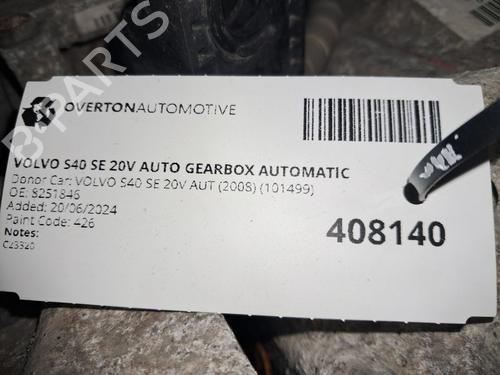 OVERTONAUTOMOTIVE
VOLVO S40 SE 20V AUTO GEARBOX AUTOMATIC
Donor Car: VOLVO S40 SE 20V AUT (2008) (101499)
OE: 8251846
Added: 20/06/2024
Paint Code: 426
Notes:
C23320
408140
B-PARTS